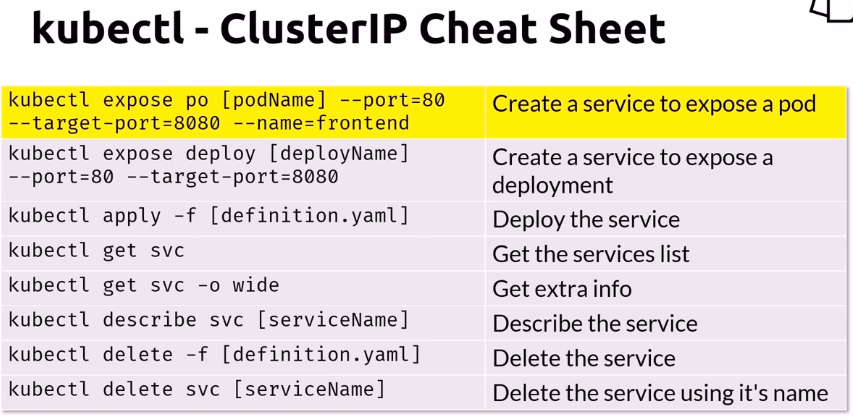 kubectl - ClusterIP Cheat Sheet
kubectl expose po [podName] --port=80
--target-port=8080 --name=frontend
Create a service to expose a pod
kubectl expose deploy [deployName]
--port=80 --target-port=8080
Create a service to expose a
deployment
kubectl apply -f [definition.yaml]
Deploy the service
kubectl get svc
Get the services list
kubectl get svc -o wide
Get extra info
kubectl describe svc [serviceName]
Describe the service
kubectl delete -f [definition.yaml]
Delete the service
kubectl delete svc [serviceName]
Delete the service using it's name